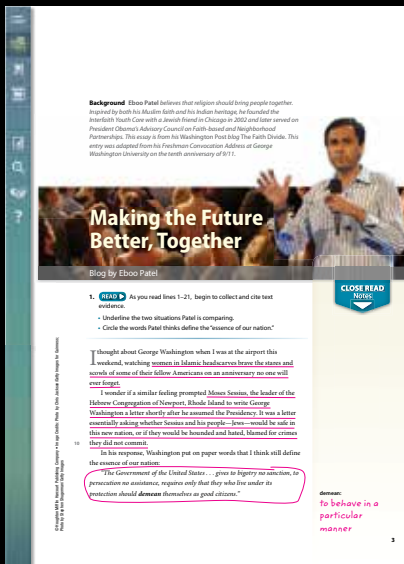 Background Eboo Patel believes that religion should bring people together.
Inspired by both his Muslim faith and his Indian heritage, he founded the
Interfaith Youth Core with a Jewish friend in Chicago in 2002 and later served on
President Obama's Advisory Council on Faith-based and Neighborhood
Partnerships. This essay is from his Washington Post blog The Faith Divide. This
entry was adapted from his Freshman Convocation Address at George
Washington University on the tenth anniversary of 9/11.
Making the Future
Better, Together
Blog by Eboo Patel
CLOSE READ
Notes
1. READ As you read lines 1–21, begin to collect and cite text
evidence.
• Underline the two situations Patel is comparing.
• Circle the words Patel thinks define the "essence of our nation."
I thought about George Washington when I was at the airport this
weekend, watching women in Islamic headscarves brave the stares and
scowls of some of their fellow Americans on an anniversary no one will
ever forget.
I wonder if a similar feeling prompted Moses Sessius, the leader of the
Hebrew Congregation of Newport, Rhode Island to write George
Washington a letter shortly after he assumed the Presidency. It was a letter
essentially asking whether Sessius and his people—Jews—would be safe in
this new nation, or if they would be hounded and hated, blamed for crimes
10 they did not commit.
In his response, Washington put on paper words that I think still define
the essence of our nation:
"The Government of the United States . . . gives to bigotry no sanction, to
persecution no assistance, requires only that they who live under its
protection should demean themselves as good citizens."
demean:
to behave in a
particular
manner
3
?